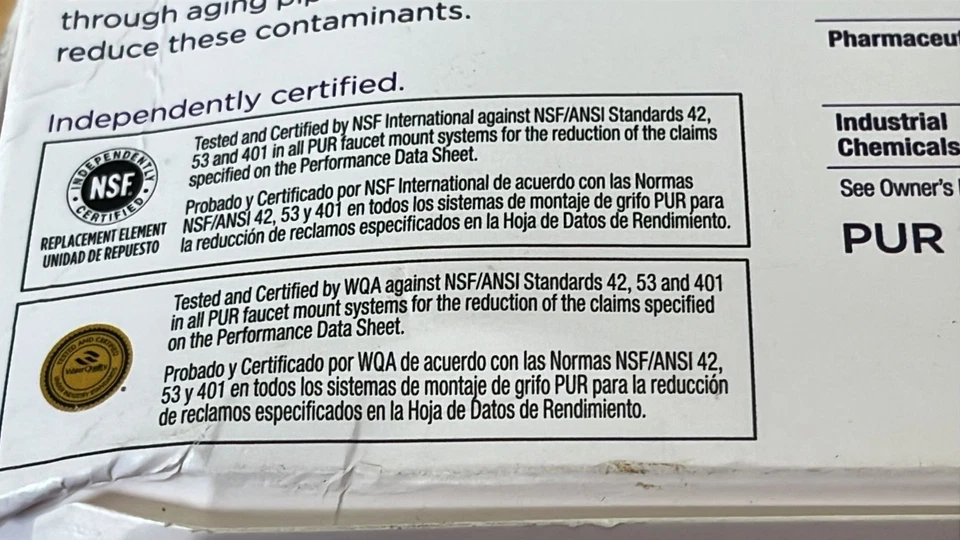 through aging
reduce these contaminants.
Independently certified.
INDEPENDENTLY
NSF
CERTIFIED
REPLACEMENT ELEMENT
UNIDAD DE REPUESTO
Tested and Certified by NSF International against NSF/ANSI Standards 42,
53 and 401 in all PUR faucet mount systems for the reduction of the claims
specified on the Performance Data Sheet.
Probado y Certificado por NSF International de acuerdo con las Normas
NSF/ANSI 42, 53 y 401 en todos los sistemas de montaje de grifo PUR para
la reducción de reclamos especificados en la Hoja de Datos de Rendimiento.
TESTED AND CERTIFIED
Tested and Certified by WQA against NSF/ANSI Standards 42, 53 and 401
in all PUR faucet mount systems for the reduction of the claims specified
on the Performance Data Sheet.
Probado y Certificado por WQA de acuerdo con las Normas NSF/ANSI 42,
53 y 401 en todos los sistemas de montaje de grifo PUR para la reducción
de reclamos especificados en la Hoja de Datos de Rendimiento.
Pharmaceut
Industrial
Chemicals
See Owner's
PUR